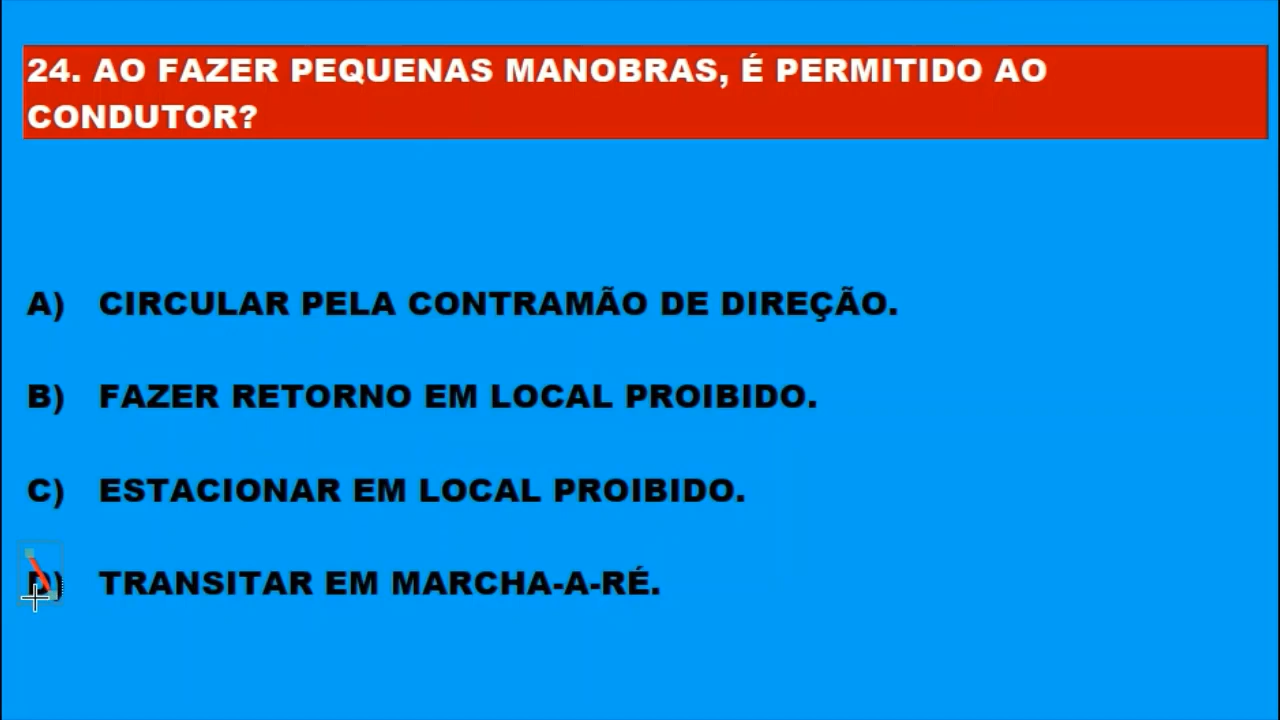 24. AO FAZER PEQUENAS MANOBRAS, É PERMITIDO AO
CONDUTOR?
A) CIRCULAR PELA CONTRAMÃO DE DIREÇÃO.
B) FAZER RETORNO EM LOCAL PROIBIDO.
C) ESTACIONAR EM LOCAL PROIBIDO.
D) TRANSITAR EM MARCHA-A-RÉ.